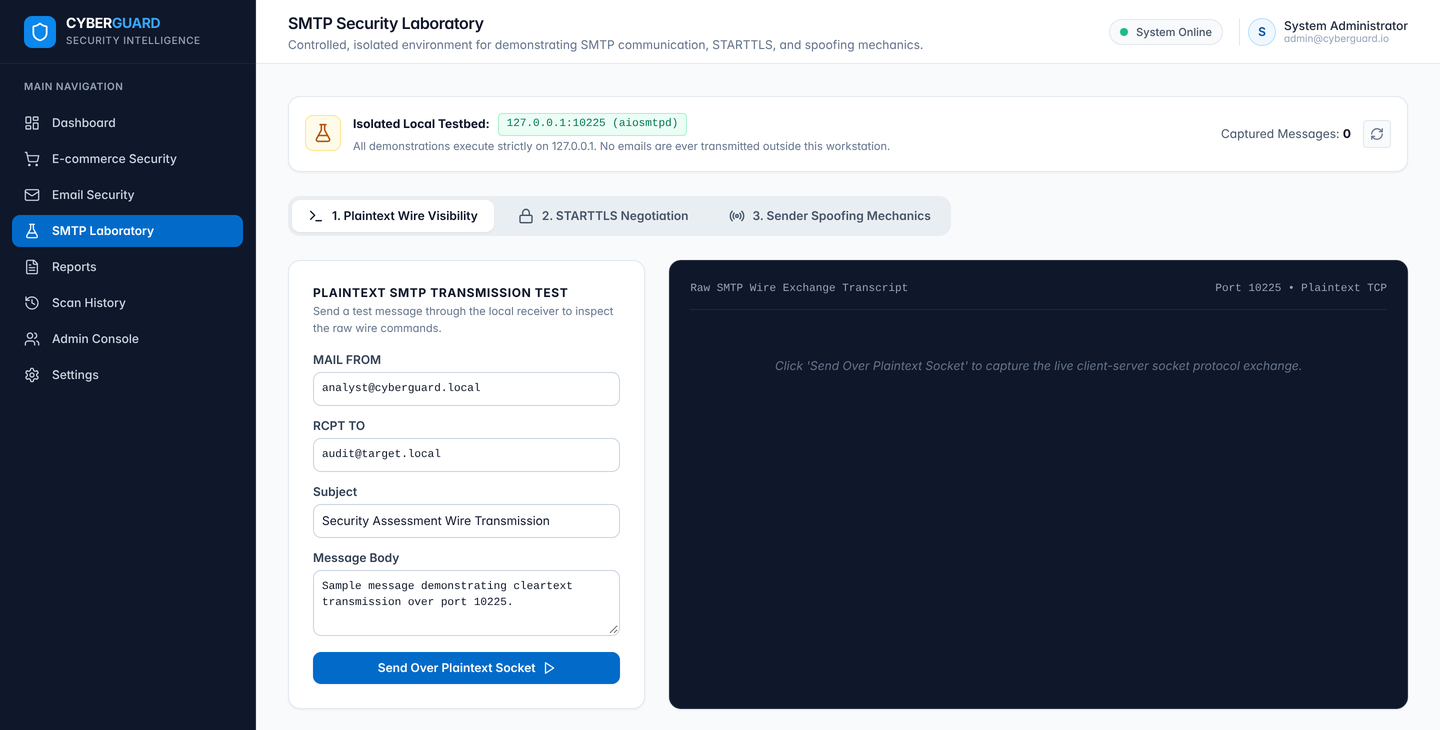 CYBERGUARD
SECURITY INTELLIGENCE
MAIN NAVIGATION
Dashboard
E-commerce Security
Email Security
SMTP Laboratory
Reports
Scan History
Admin Console
Settings
SMTP Security Laboratory
Controlled, isolated environment for demonstrating SMTP communication, STARTTLS, and spoofing mechanics.
System Online
S
System Administrator
admin@cyberguard.io
Isolated Local Testbed: 127.0.0.1:10225 (aiosmtpd)
All demonstrations execute strictly on 127.0.0.1. No emails are ever transmitted outside this workstation.
Captured Messages: 0
1. Plaintext Wire Visibility
2. STARTTLS Negotiation
3. Sender Spoofing Mechanics
PLAINTEXT SMTP TRANSMISSION TEST
Send a test message through the local receiver to inspect
the raw wire commands.
MAIL FROM
analyst@cyberguard.local
RCPT TO
audit@target.local
Subject
Security Assessment Wire Transmission
Message Body
Sample message demonstrating cleartext
transmission over port 10225.
Send Over Plaintext Socket
Raw SMTP Wire Exchange Transcript
Port 10225 • Plaintext TCP
Click 'Send Over Plaintext Socket' to capture the live client-server socket protocol exchange.